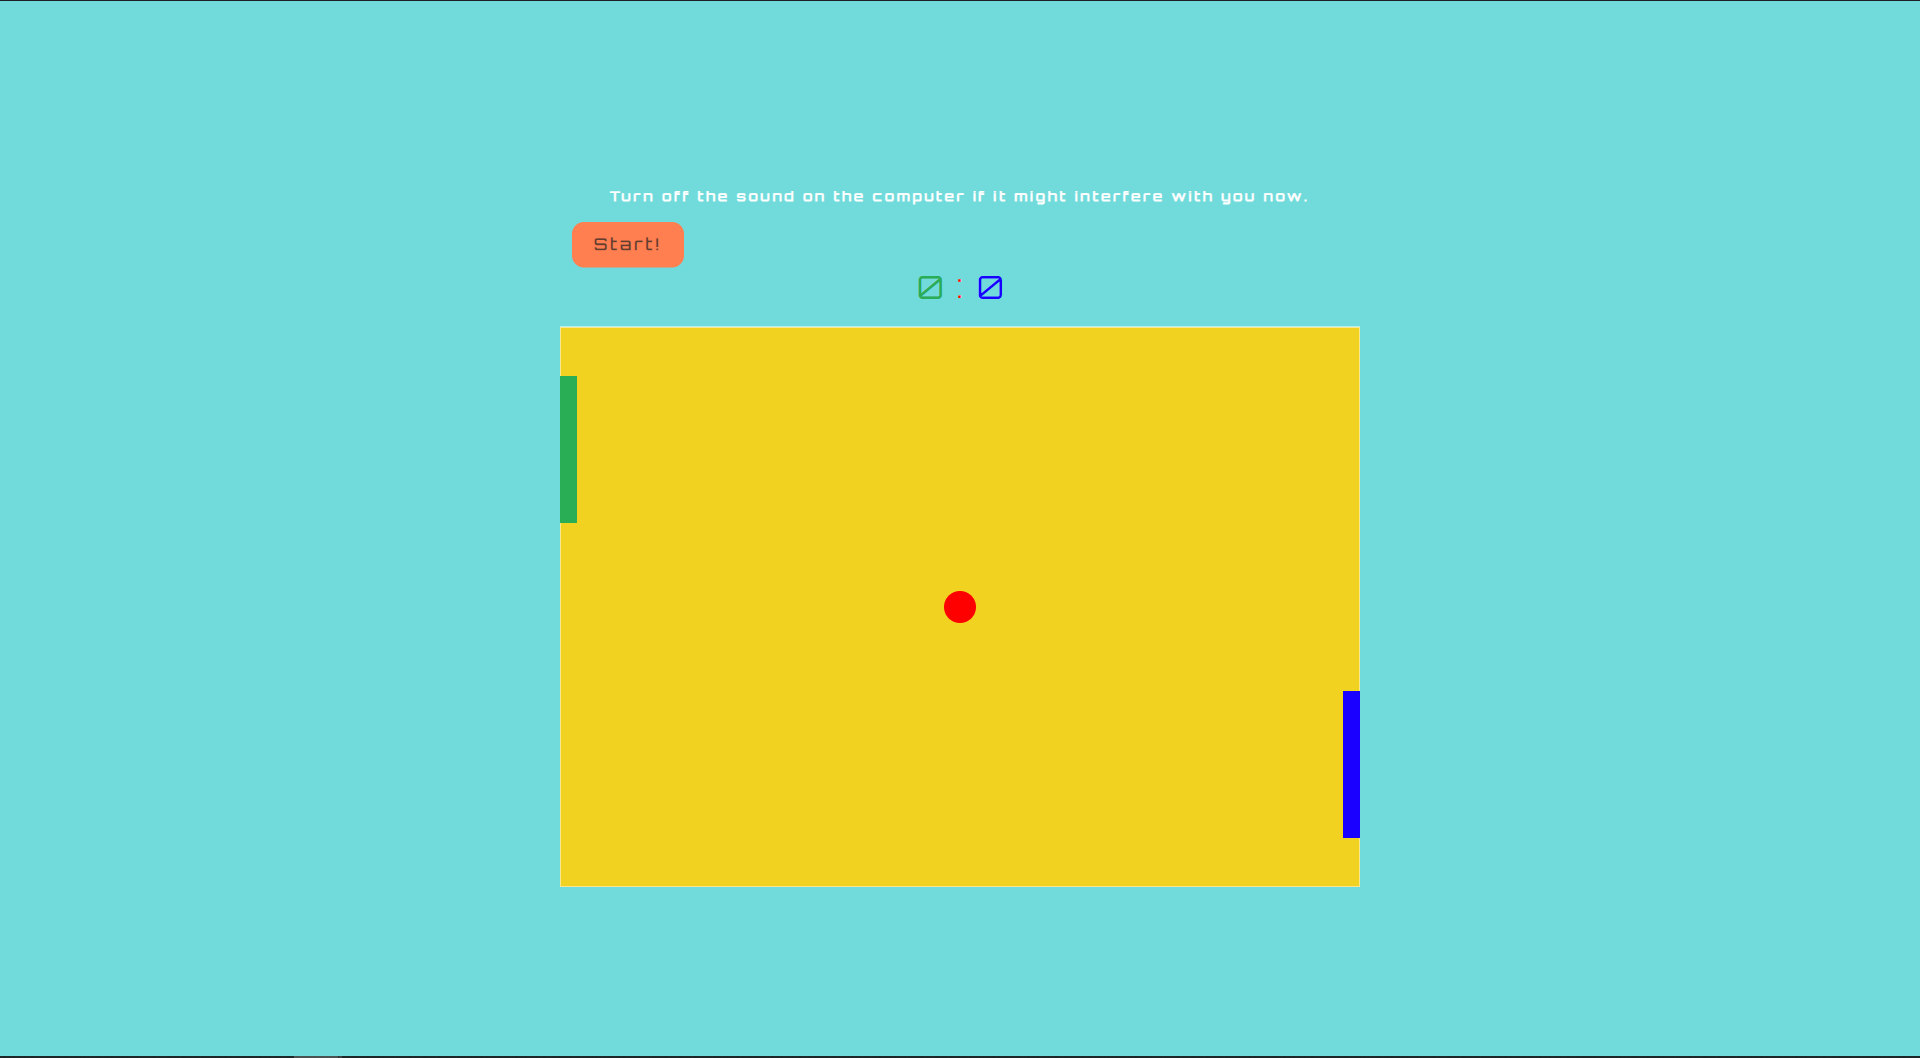 Turn off the sound on the computer if it might interfere with you now.
Start!
0 : 0